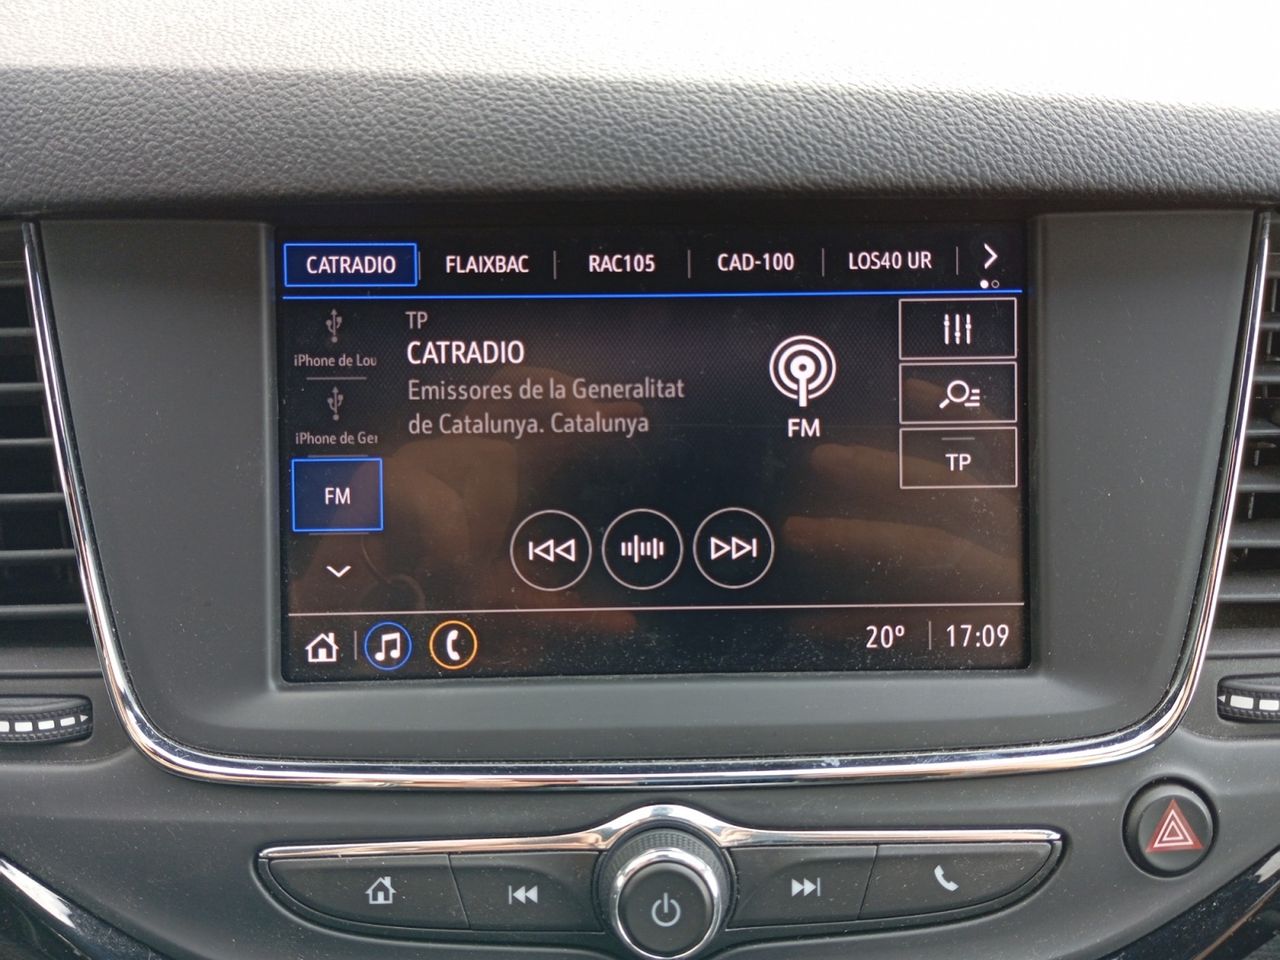 CATRADIO
FLAIXBAC
RAC105
CAD-100
LOS40 UR
iPhone de Lou
iPhone de Ger
FM
TP
CATRADIO
Emissores de la Generalitat
de Catalunya. Catalunya
FM
TP
20º
17:09